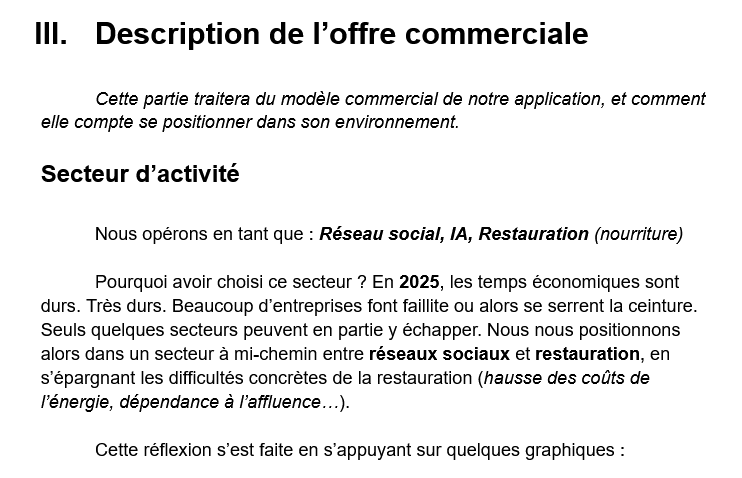 III. Description de l’offre commerciale
Cette partie traitera du modèle commercial de notre application, et comment
elle compte se positionner dans son environnement.
Secteur d’activité
Nous opérons en tant que : Réseau social, IA, Restauration (nourriture)
Pourquoi avoir choisi ce secteur ? En 2025, les temps économiques sont
durs. Très durs. Beaucoup d’entreprises font faillite ou alors se serrent la ceinture.
Seuls quelques secteurs peuvent en partie y échapper. Nous nous positionnons
alors dans un secteur à mi-chemin entre réseaux sociaux et restauration, en
s’épargnant les difficultés concrètes de la restauration (hausse des coûts de
l’énergie, dépendance à l’affluence…).
Cette réflexion s’est faite en s’appuyant sur quelques graphiques :